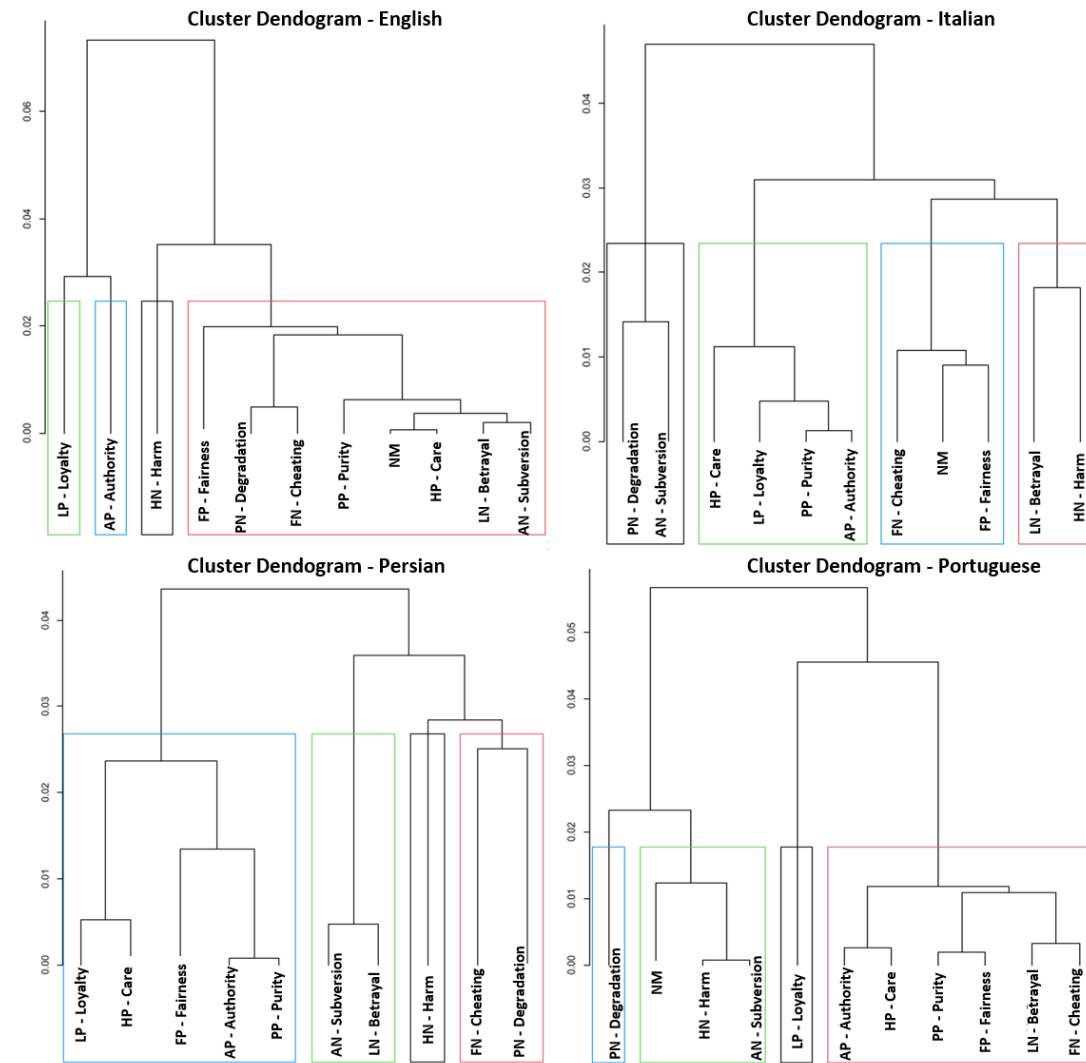 Cluster Dendogram - English
0.06
0.04
0.02
0.00
LP - Loyalty
AP - Authority
HN - Harm
FP - Fairness
PN - Degradation
FN - Cheating
PP - Purity
NM
HP - Care
LN - Betrayal
AN - Subversion
Cluster Dendogram - Italian
0.04
0.03
0.02
0.01
0.00
PN - Degradation
AN - Subversion
HP - Care
LP - Loyalty
PP - Purity
AP - Authority
FN - Cheating
NM
FP - Fairness
LN - Betrayal
HN - Harm
Cluster Dendogram - Persian
0.04
0.03
0.02
0.01
0.00
LP - Loyalty
HP - Care
FP - Fairness
AP - Authority
PP - Purity
AN - Subversion
LN - Betrayal
HN - Harm
FN - Cheating
PN - Degradation
Cluster Dendogram - Portuguese
0.05
0.04
0.03
0.02
0.01
0.00
PN - Degradation
NM
HN - Harm
AN - Subversion
LP - Loyalty
AP - Authority
HP - Care
PP - Purity
FP - Fairness
LN - Betrayal
FN - Cheating